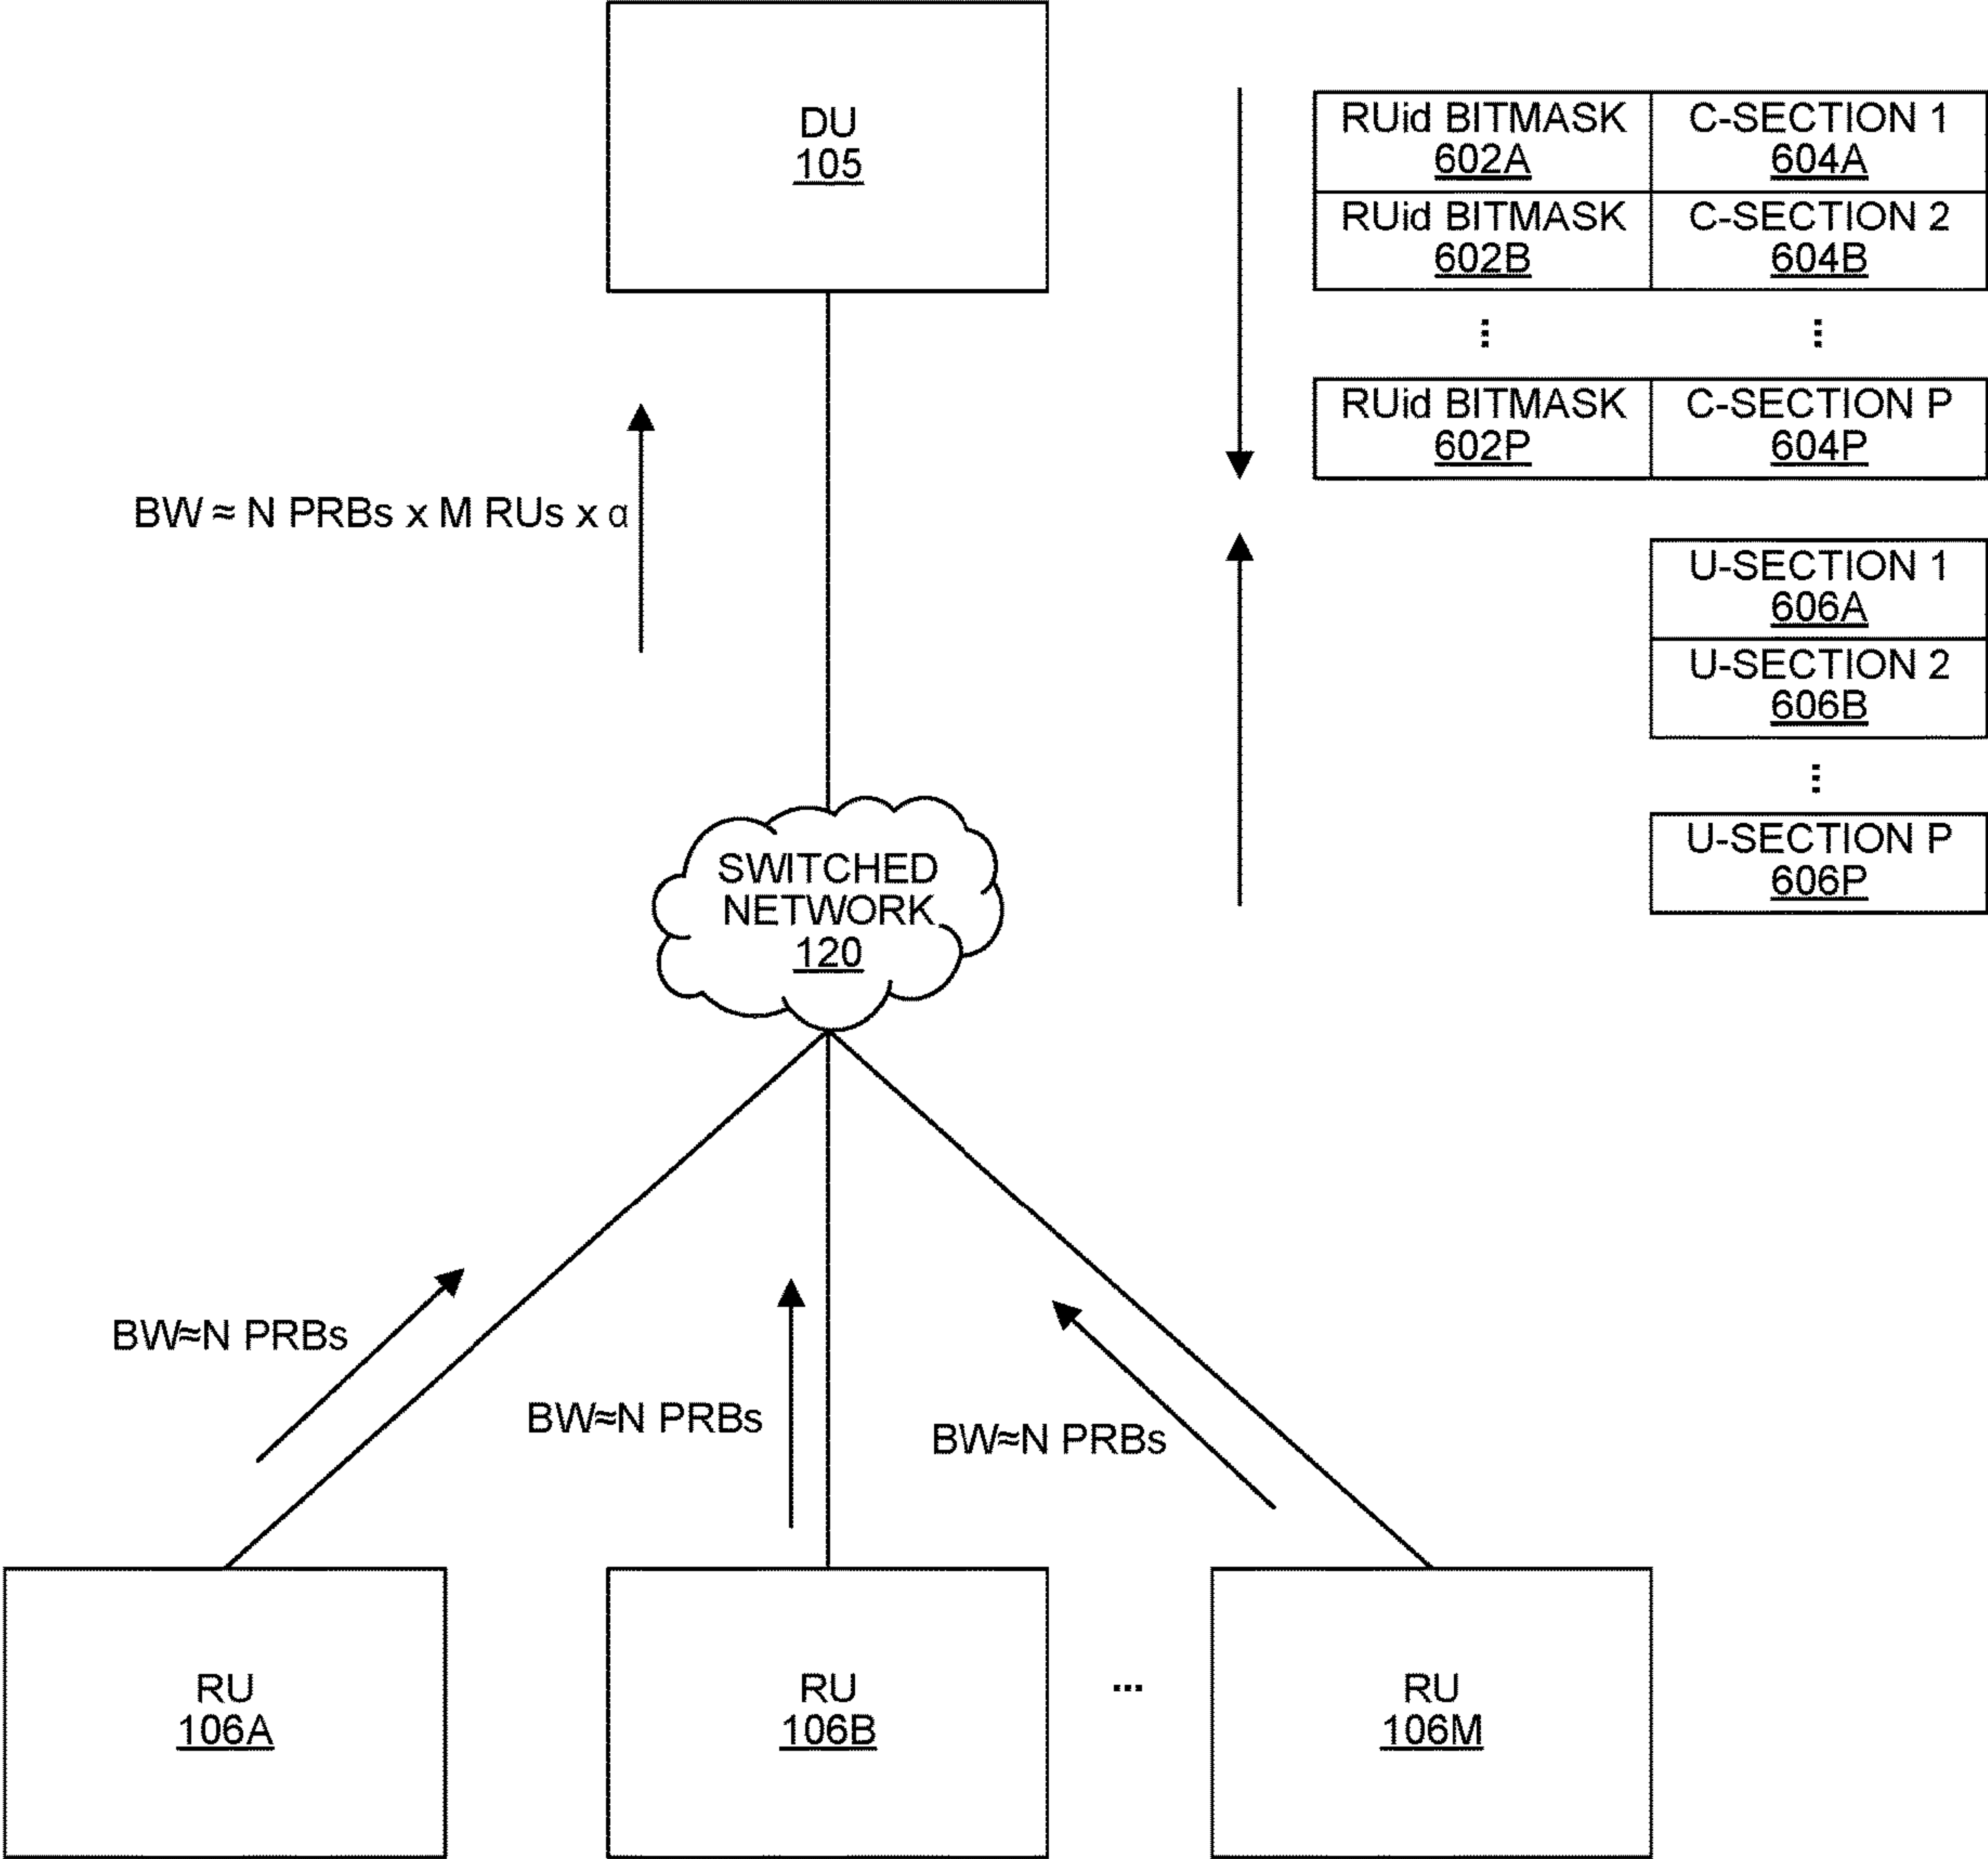 DU
105
RUid BITMASK
602A
C-SECTION 1
604A
RUid BITMASK
602B
C-SECTION 2
604B
...
...
RUid BITMASK
602P
C-SECTION P
604P
BW ≈ N PRBs x M RUs x α
U-SECTION 1
606A
U-SECTION 2
606B
...
U-SECTION P
606P
SWITCHED
NETWORK
120
BW≈N PRBs
BW≈N PRBs
BW≈N PRBs
RU
106A
RU
106B
...
RU
106M